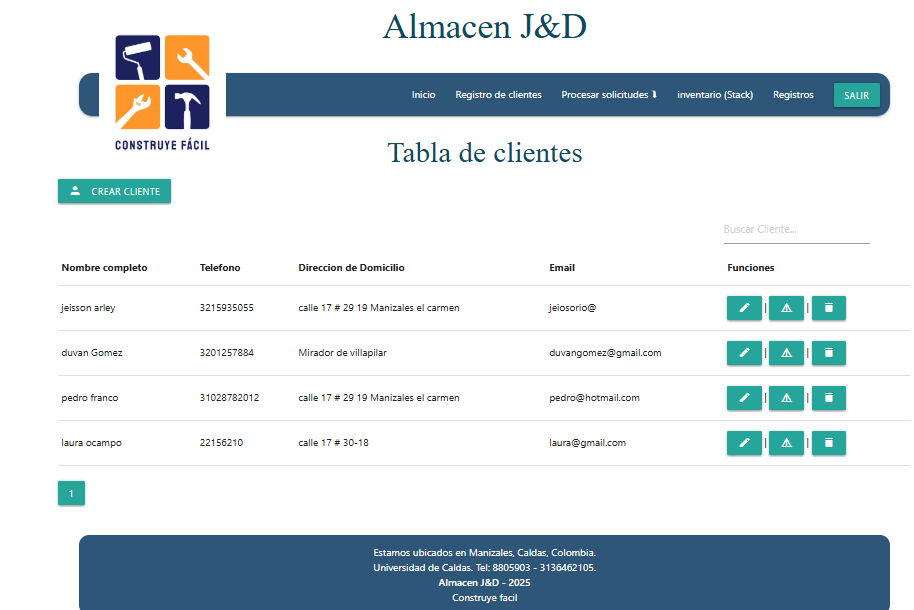 Almacen J&D
CONSTRUYE FÁCIL
Inicio Registro de clientes Procesar solicitudes inventario (Stack) Registros SALIR
Tabla de clientes
CREAR CLIENTE
Buscar Cliente...
Nombre completo Telefono Direccion de Domicilio Email Funciones
jeisson arley 3215935055 calle 17 # 29 19 Manizales el carmen jeiosorio@ | |
duvan Gomez 3201257884 Mirador de villapilar duvangomez@gmail.com | |
pedro franco 31028782012 calle 17 # 29 19 Manizales el carmen pedro@hotmail.com | |
laura ocampo 22156210 calle 17 # 30-18 laura@gmail.com | |
1
Estamos ubicados en Manizales, Caldas, Colombia.
Universidad de Caldas. Tel: 8805903 - 3136462105.
Almacen J&D - 2025
Construye facil